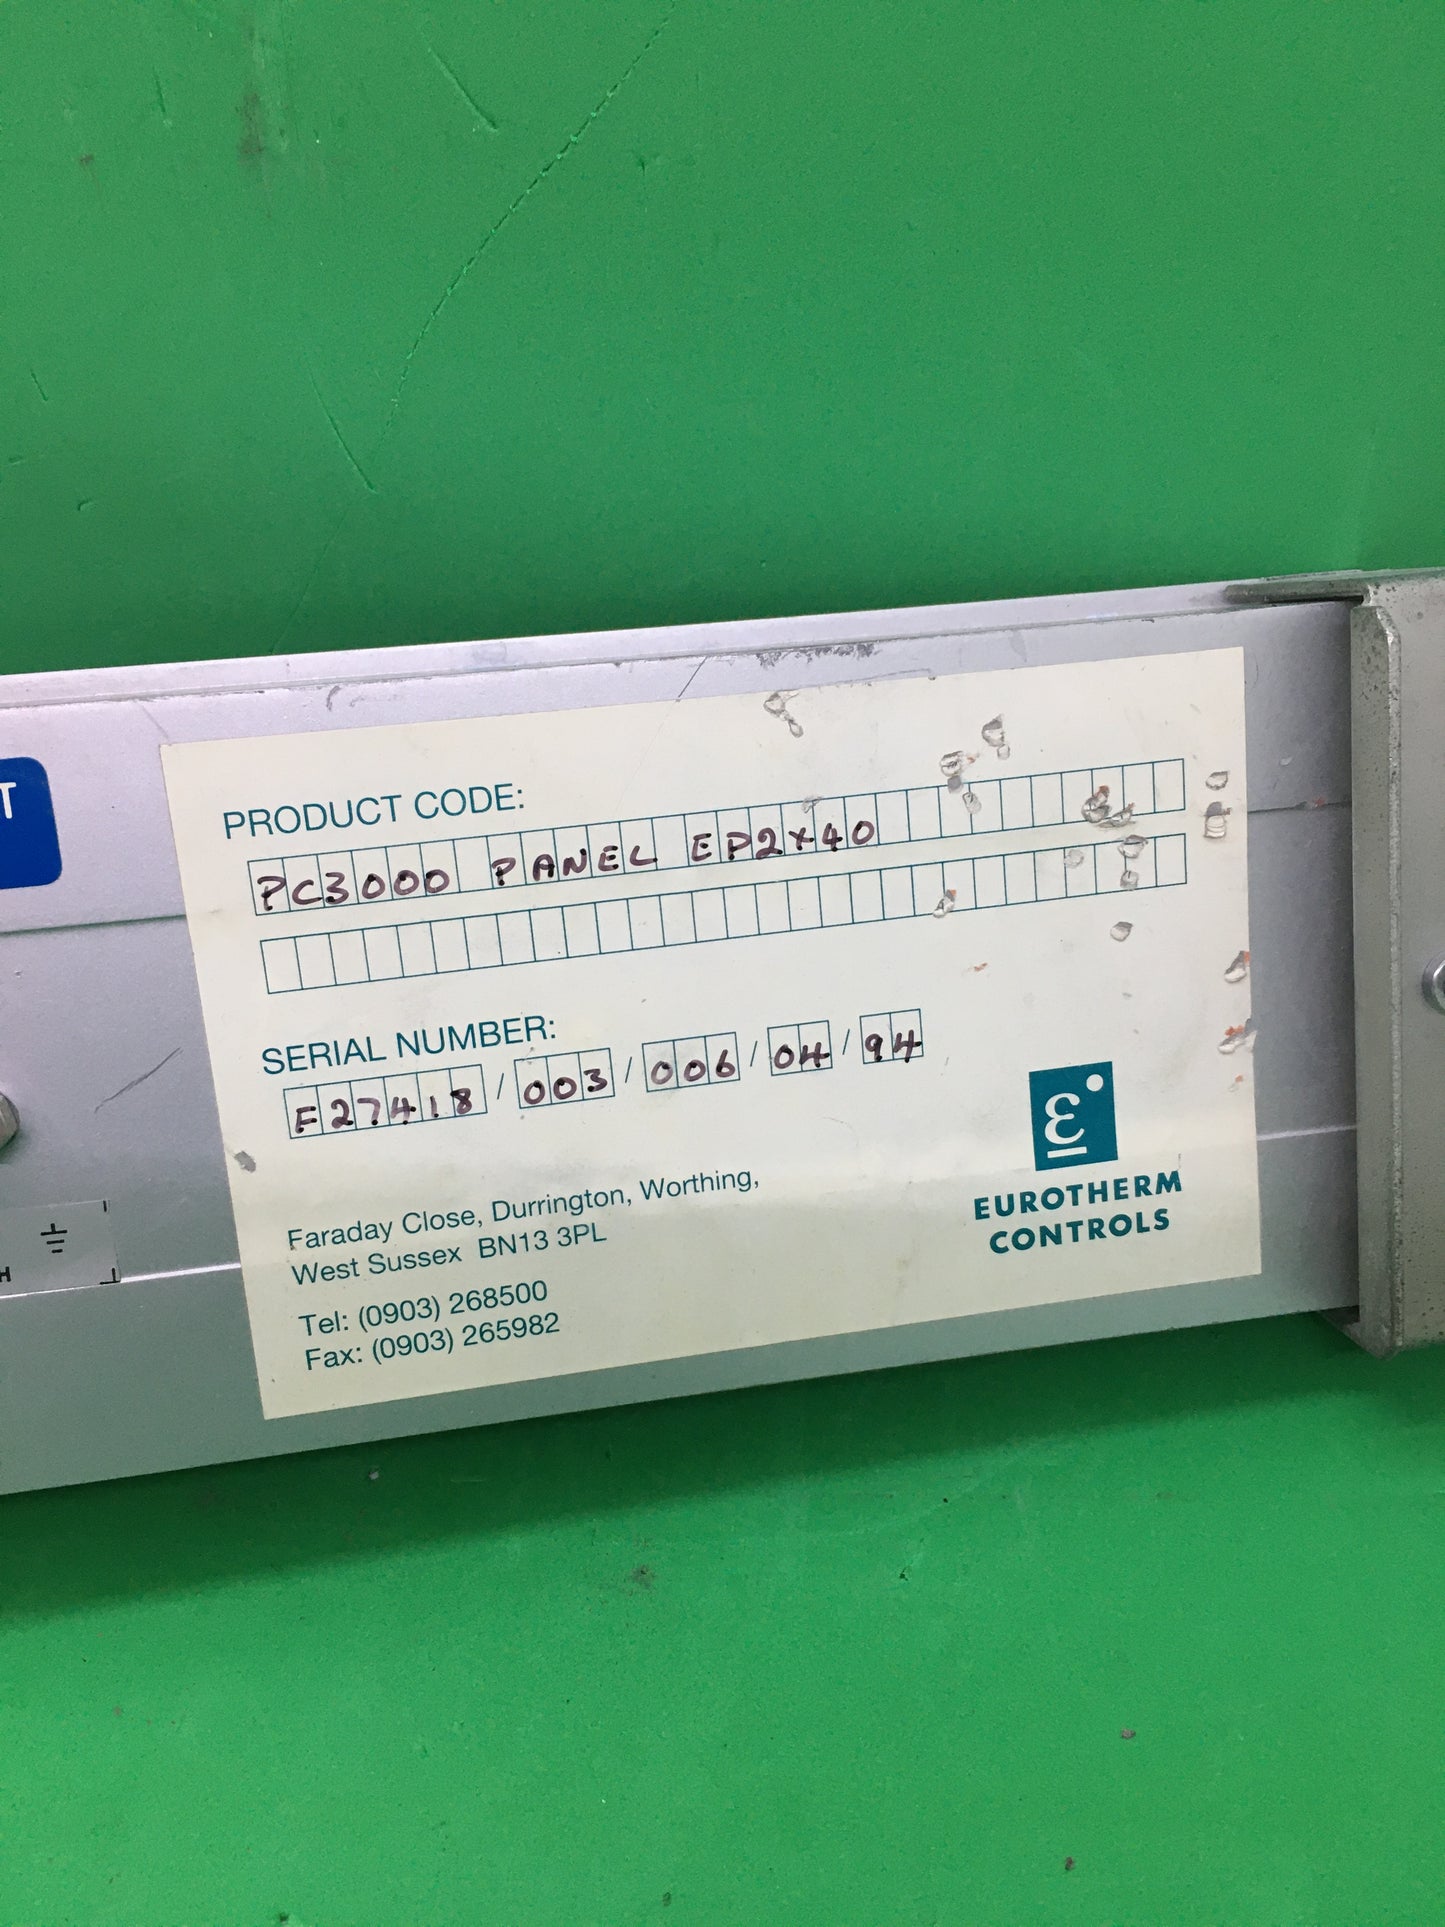 T
PRODUCT CODE:
PC3000 PANEL EP2x40
SERIAL NUMBER:
F27418 / 003 / 006 / 04 / 94
Faraday Close, Durrington, Worthing,
West Sussex BN13 3PL
Tel: (0903) 268500
Fax: (0903) 265982
ε
EUROTHERM
CONTROLS
H